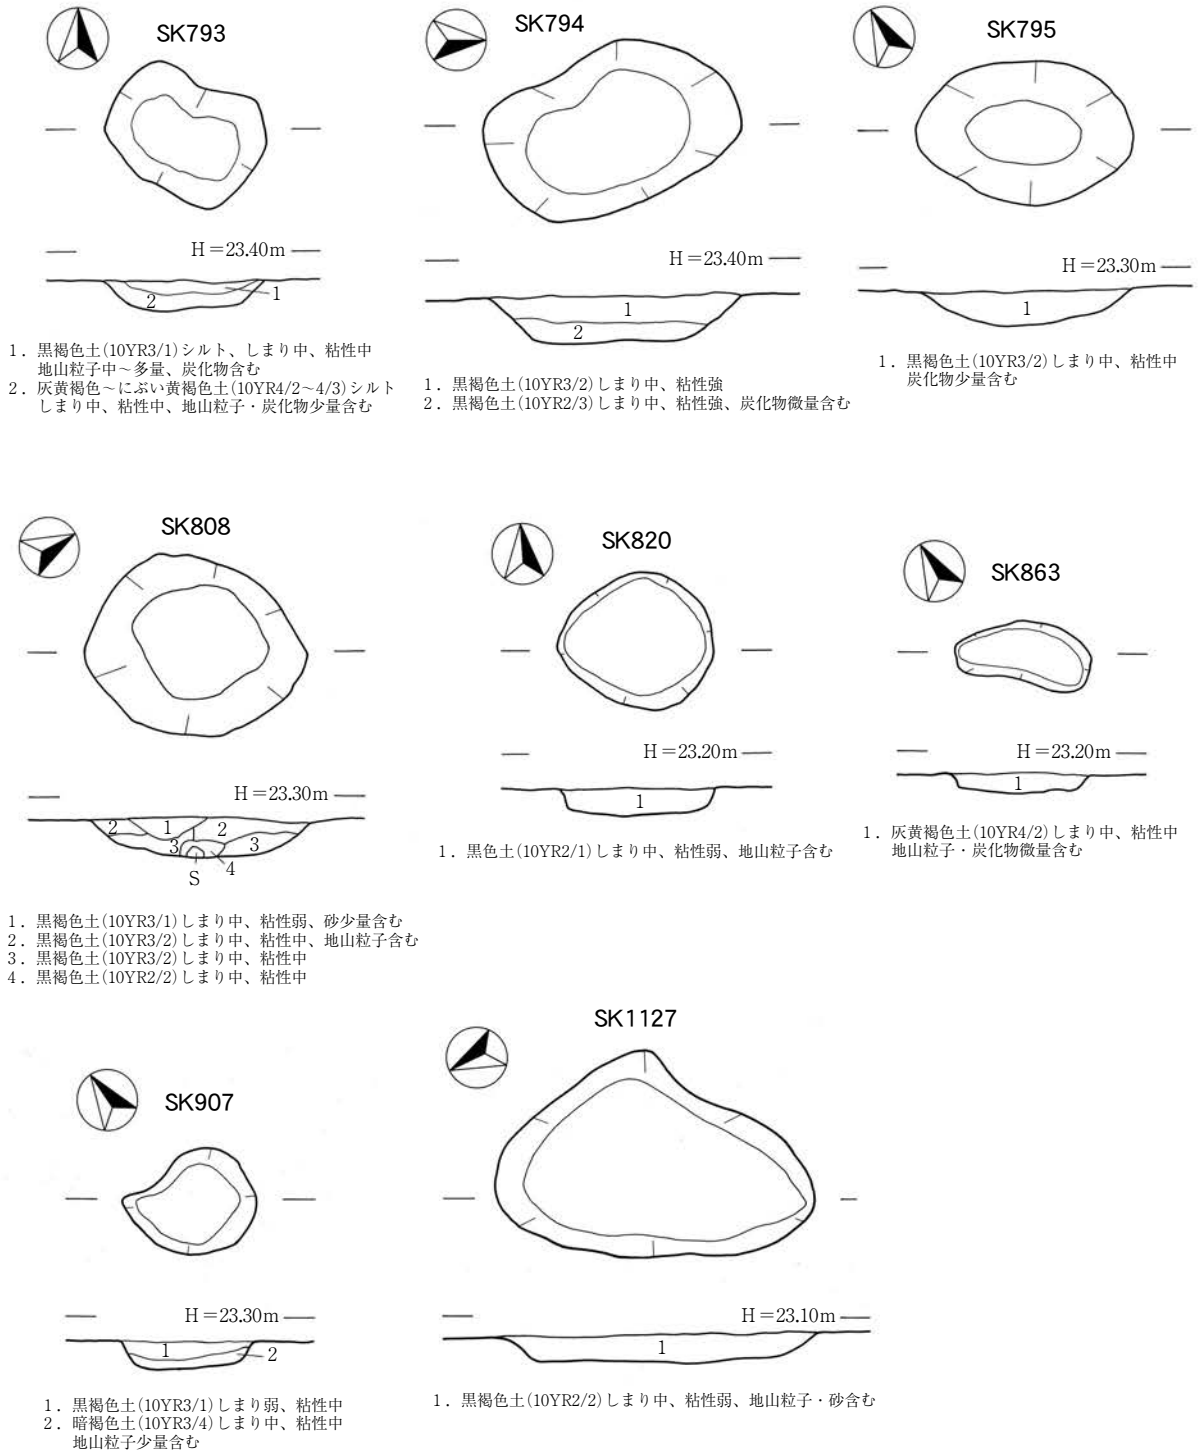 SK793
H＝23.40m
1
2
1．黒褐色土(10YR3/1)シルト、しまり中、粘性中
地山粒子中～多量、炭化物含む
2．灰黄褐色～にぶい黄褐色土(10YR4/2～4/3)シルト
しまり中、粘性中、地山粒子・炭化物少量含む
SK794
H＝23.40m
1
2
1．黒褐色土(10YR3/2)しまり中、粘性強
2．黒褐色土(10YR2/3)しまり中、粘性強、炭化物微量含む
SK795
H＝23.30m
1
1．黒褐色土(10YR3/2)しまり中、粘性中
炭化物少量含む
SK808
H＝23.30m
2 1 2
3 3
4
S
1．黒褐色土(10YR3/1)しまり中、粘性弱、砂少量含む
2．黒褐色土(10YR3/2)しまり中、粘性中、地山粒子含む
3．黒褐色土(10YR3/2)しまり中、粘性中
4．黒褐色土(10YR2/2)しまり中、粘性中
SK820
H＝23.20m
1
1．黒色土(10YR2/1)しまり中、粘性弱、地山粒子含む
SK863
H＝23.20m
1
1．灰黄褐色土(10YR4/2)しまり中、粘性中
地山粒子・炭化物微量含む
SK907
H＝23.30m
1
2
1．黒褐色土(10YR3/1)しまり弱、粘性中
2．暗褐色土(10YR3/4)しまり中、粘性中
地山粒子少量含む
SK1127
H＝23.10m
1
1．黒褐色土(10YR2/2)しまり中、粘性弱、地山粒子・砂含む